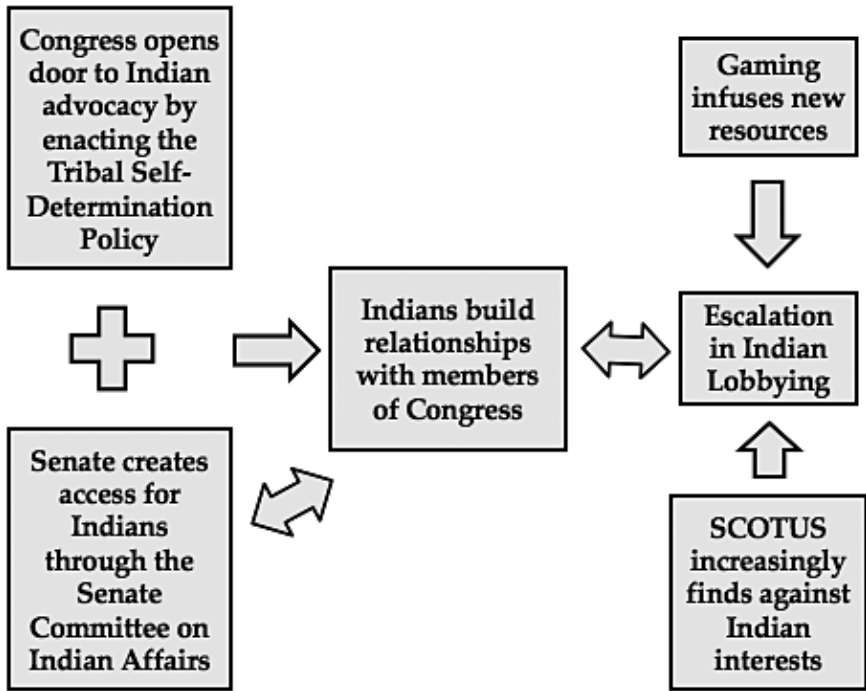 Congress opens
door to Indian
advocacy by
enacting the
Tribal Self-
Determination
Policy
Senate creates
access for
Indians
through the
Senate
Committee on
Indian Affairs
Indians build
relationships
with members
of Congress
Gaming
infuses new
resources
Escalation
in Indian
Lobbying
SCOTUS
increasingly
finds against
Indian
interests